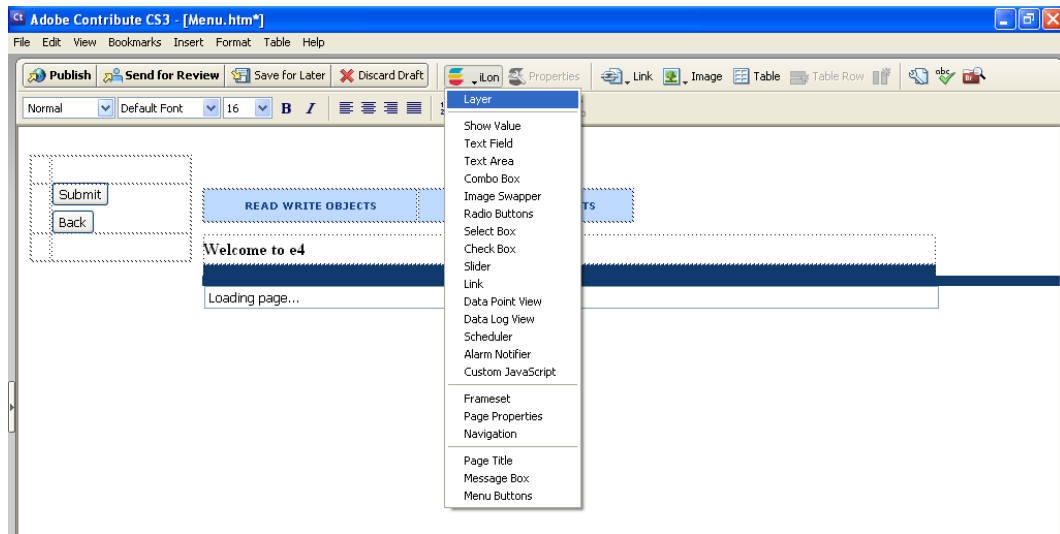 Ct Adobe Contribute CS3 - [Menu.htm*]
File Edit View Bookmarks Insert Format Table Help
Publish Send for Review Save for Later Discard Draft iLon Properties Link Image Table Table Row abc
Normal Default Font 16 B I
Layer
Show Value
Text Field
Text Area
Combo Box
Image Swapper
Radio Buttons
Select Box
Check Box
Slider
Link
Data Point View
Data Log View
Scheduler
Alarm Notifier
Custom JavaScript
Frameset
Page Properties
Navigation
Page Title
Message Box
Menu Buttons
Submit
Back
READ WRITE OBJECTS
TS
Welcome to e4
Loading page...